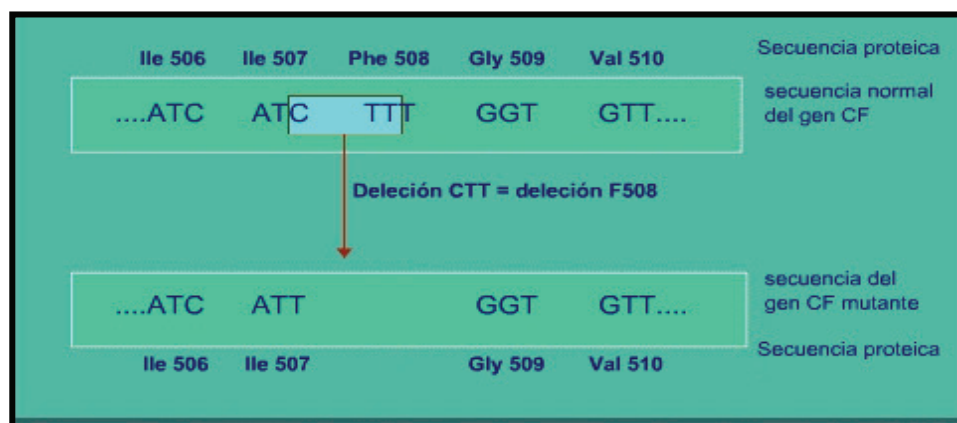 Ile 506 Ile 507 Phe 508 Gly 509 Val 510 Secuencia proteica
....ATC ATC TTT GGT GTT.... secuencia normal
del gen CF
Deleción CTT = deleción F508
....ATC ATT GGT GTT.... secuencia del
gen CF mutante
Ile 506 Ile 507 Gly 509 Val 510 Secuencia proteica